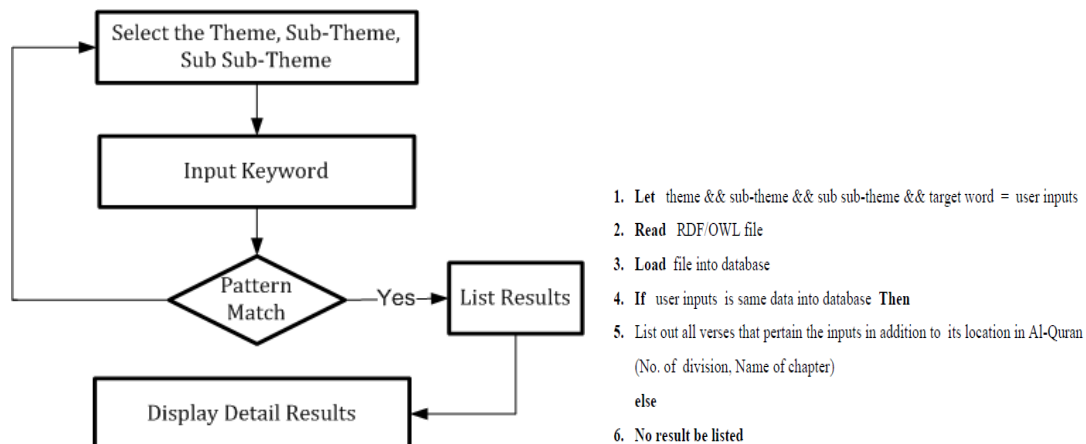 Select the Theme, Sub-Theme,
Sub Sub-Theme
Input Keyword
Pattern
Match
Yes
List Results
Display Detail Results
1. Let theme && sub-theme && sub sub-theme && target word = user inputs
2. Read RDF/OWL file
3. Load file into database
4. If user inputs is same data into database Then
5. List out all verses that pertain the inputs in addition to its location in Al-Quran
(No. of division, Name of chapter)
else
6. No result be listed